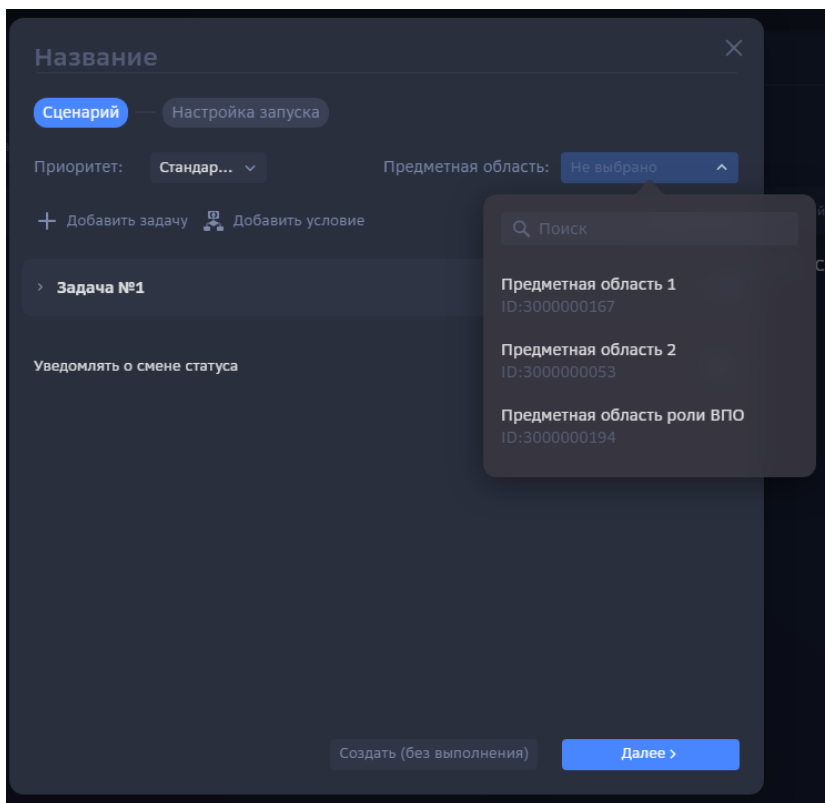 Название
Сценарий
Настройка запуска
Приоритет: Стандар...
Предметная область: Не выбрано
Добавить задачу
Добавить условие
Поиск
Задача №1
Предметная область 1
ID:3000000167
Предметная область 2
ID:3000000053
Уведомлять о смене статуса
Предметная область роли ВПО
ID:3000000194
Создать (без выполнения)
Далее >